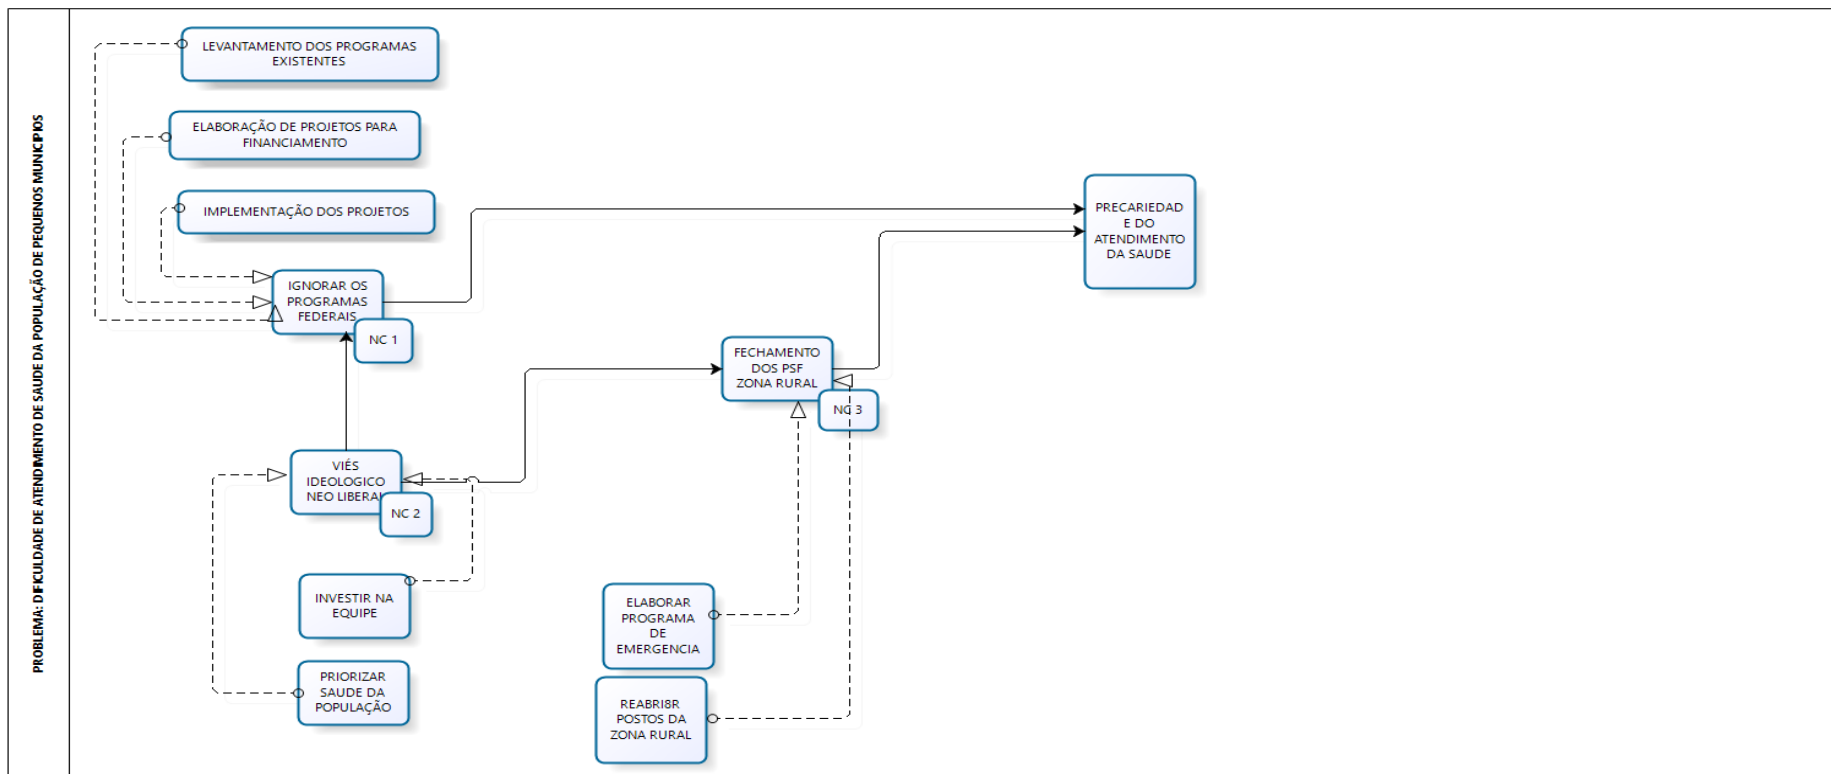 PROBLEMA: DIFICULDADE DE ATENDIMENTO DE SAUDE DA POPULAÇÃO DE PEQUENOS MUNICIPIOS
LEVANTAMENTO DOS PROGRAMAS
EXISTENTES
ELABORAÇÃO DE PROJETOS PARA
FINANCIAMENTO
IMPLEMENTAÇÃO DOS PROJETOS
IGNORAR OS
PROGRAMAS
FEDERAIS
NC 1
PRECARIEDAD
E DO
ATENDIMENTO
DA SAUDE
FECHAMENTO
DOS PSF
ZONA RURAL
NC 3
VIÉS
IDEOLOGICO
NEO LIBERAL
NC 2
INVESTIR NA
EQUIPE
PRIORIZAR
SAUDE DA
POPULAÇÃO
ELABORAR
PROGRAMA
DE
EMERGENCIA
REABRI8R
POSTOS DA
ZONA RURAL